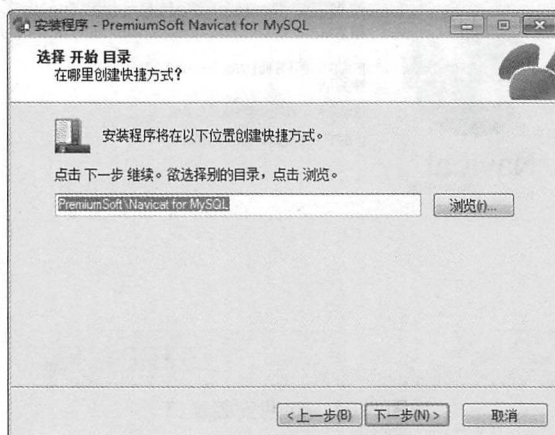 安装程序 - PremiumSoft Navicat for MySQL
选择 开始 目录
在哪里创建快捷方式?
安装程序将在以下位置创建快捷方式。
点击 下一步 继续。欲选择别的目录，点击 浏览。
PremiumSoft\Navicat for MySQL
浏览(r)...
<上一步(B)
下一步(N)>
取消